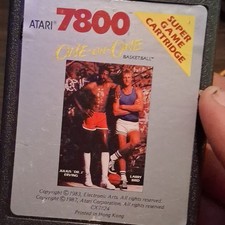 ATARI 7800
SUPER
GAME
CARTRIDGE
ONE-ON-ONE
BASKETBALL
JULIUS "DR. J"
ERVING
LARRY
BIRD
Copyright © 1983, Electronic Arts. All rights reserved.
Copyright © 1987, Atari Corporation. All rights reserved.
Printed in Hong Kong